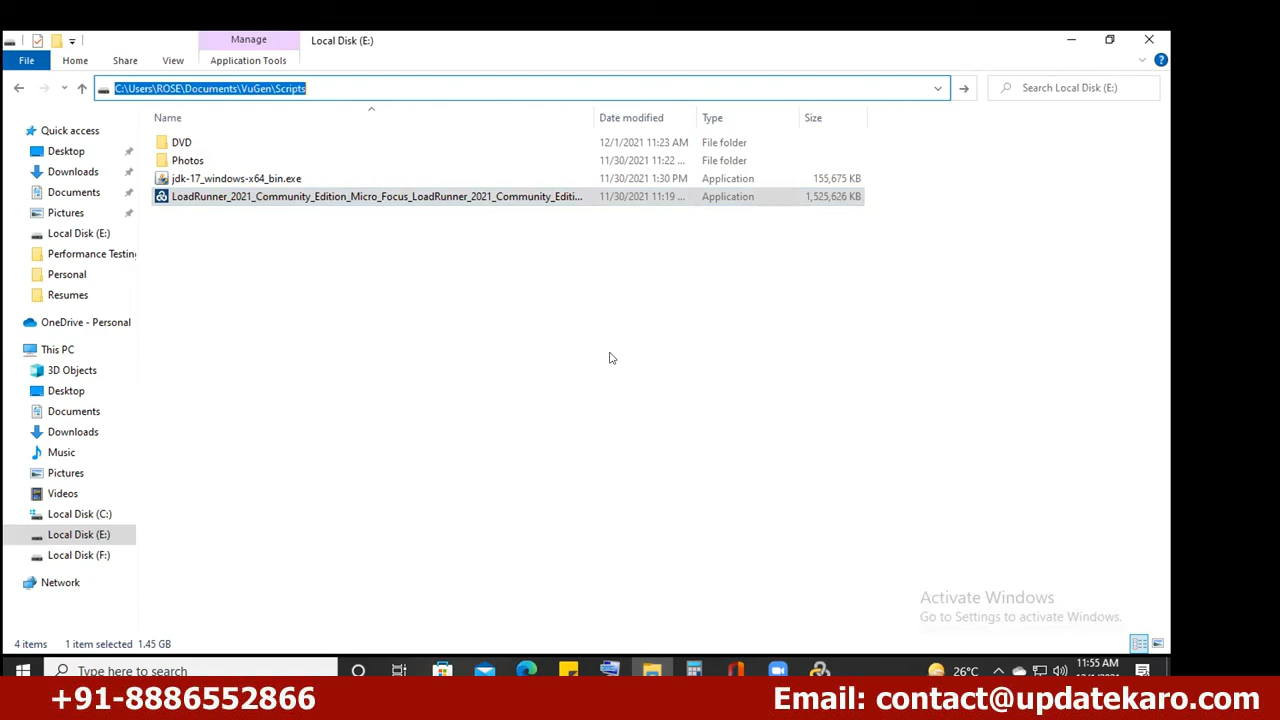 Manage
Local Disk (E:)
File
Home
Share
View
Application Tools
C:\Users\ROSE\Documents\VuGen\Scripts
Search Local Disk (E:)
Name
Date modified
Type
Size
DVD
12/1/2021 11:23 AM
File folder
Photos
11/30/2021 11:22 ...
File folder
jdk-17_windows-x64_bin.exe
11/30/2021 1:30 PM
Application
155,675 KB
LoadRunner_2021_Community_Edition_Micro_Focus_LoadRunner_2021_Community_Editi...
11/30/2021 11:19 ...
Application
1,525,626 KB
Quick access
Desktop
Downloads
Documents
Pictures
Local Disk (E:)
Performance Testing
Personal
Resumes
OneDrive - Personal
This PC
3D Objects
Desktop
Documents
Downloads
Music
Pictures
Videos
Local Disk (C:)
Local Disk (E:)
Local Disk (F:)
Network
Activate Windows
Go to Settings to activate Windows.
4 items
1 item selected 1.45 GB
Type here to search
26°C
11:55 AM
+91-8886552866
Email: contact@updatekaro.com